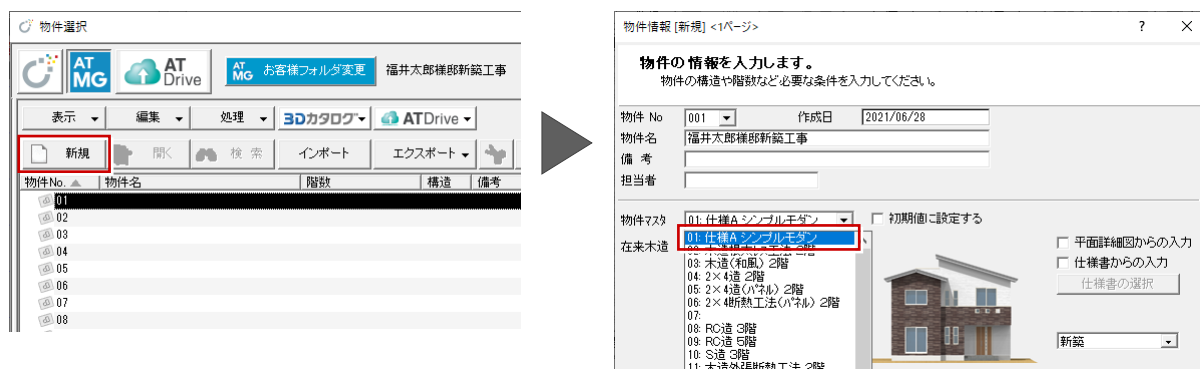 物件選択
AT MG
AT Drive
MG お客様フォルダ変更
福井太郎様邸新築工事
表示 編集 処理 3Dカタログ ATDrive
新規 開く 検索 インポート エクスポート
物件No. 物件名 階数 構造 備考
01
02
03
04
05
06
07
08
物件情報 [新規] <1ページ>
物件の情報を入力します。
物件の構造や階数など必要な条件を入力してください。
物件 No 001 作成日 2021/06/28
物件名 福井太郎様邸新築工事
備 考
担当者
物件マスタ 01: 仕様A シンプルモダン 初期値に設定する
在来木造
01: 仕様A シンプルモダン
03: 木造(和風) 2階
04: 2×4造 2階
05: 2×4造(パネル) 2階
06: 2×4断熱工法(パネル) 2階
07:
08: RC造 3階
09: RC造 5階
10: S造 3階
11: 木造外張断熱工法 2階
平面詳細図からの入力
仕様書からの入力
仕様書の選択
新築